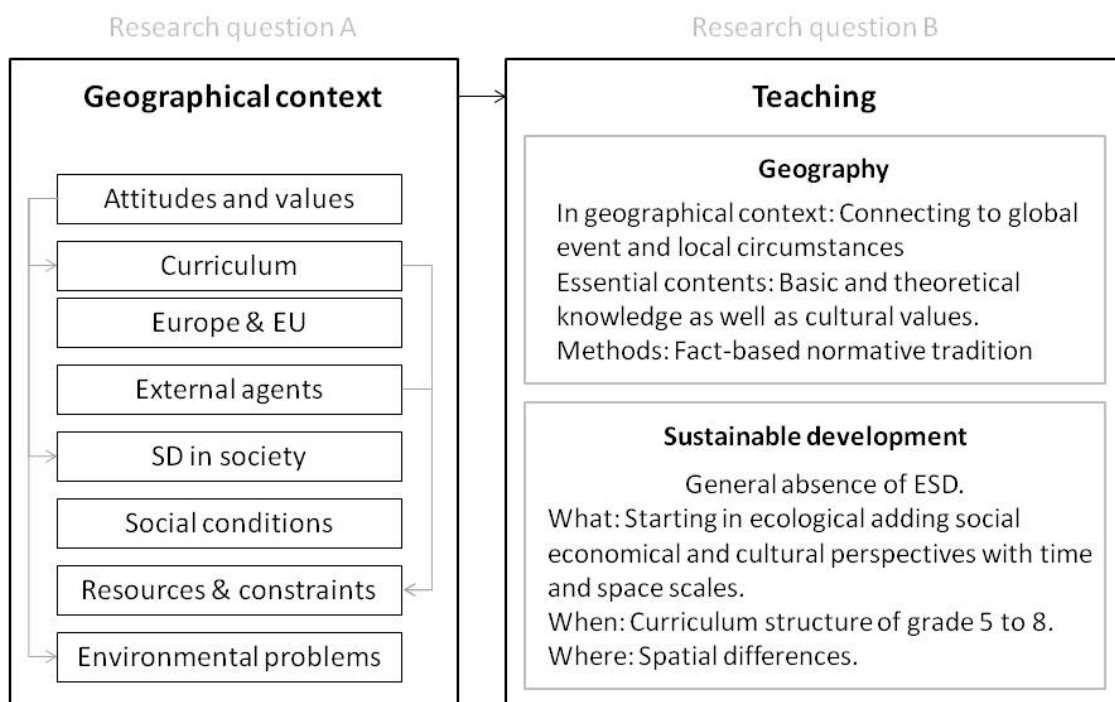 Research question A
Research question B
Geographical context
Attitudes and values
Curriculum
Europe & EU
External agents
SD in society
Social conditions
Resources & constraints
Environmental problems
Teaching
Geography
In geographical context: Connecting to global
event and local circumstances
Essential contents: Basic and theoretical
knowledge as well as cultural values.
Methods: Fact-based normative tradition
Sustainable development
General absence of ESD.
What: Starting in ecological adding social
economical and cultural perspectives with time
and space scales.
When: Curriculum structure of grade 5 to 8.
Where: Spatial differences.